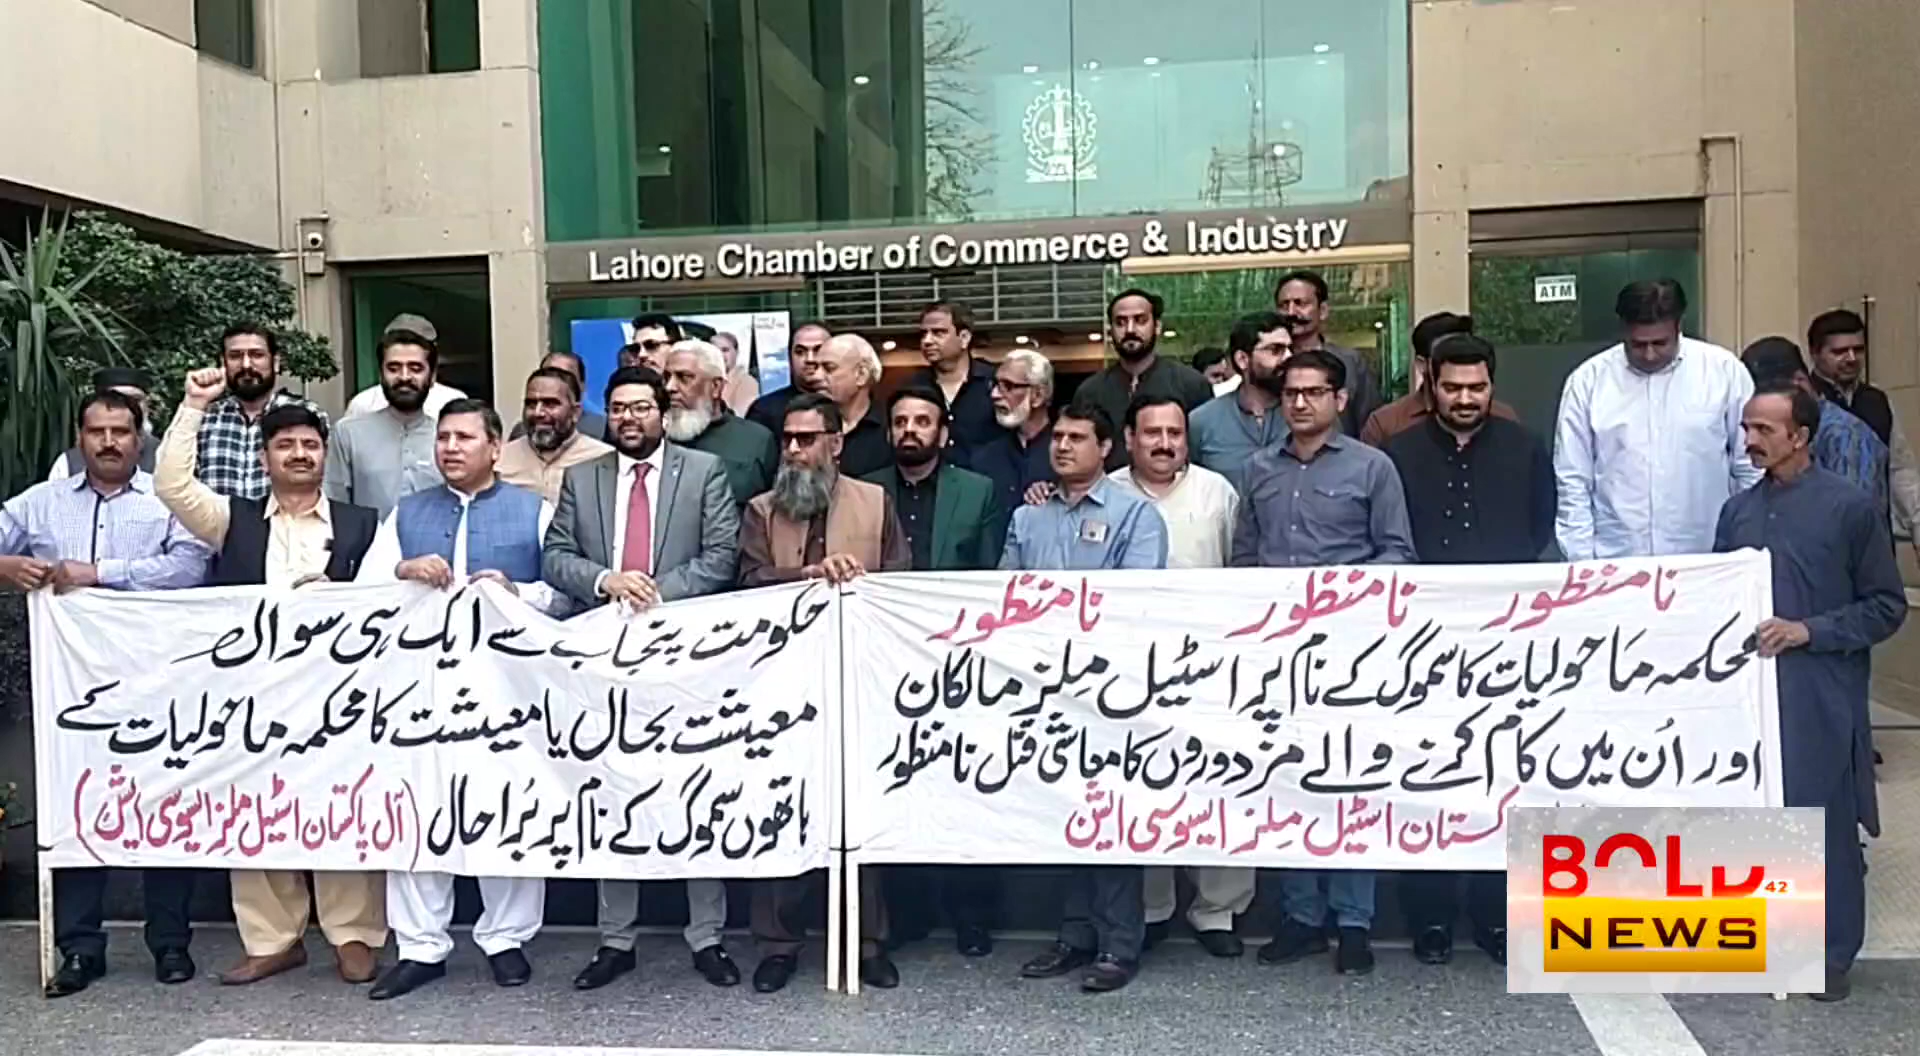 Lahore Chamber of Commerce & Industry
ATM
نامنظور نامنظور نامنظور
محکمہ ماحولیات کا سموگ کے نام پر اسٹیل ملز مالکان
اور اُن میں کام کرنے والے مزدوروں کا معاشی قتل نامنظور
کستان اسٹیل ملز ایسوسی ایشن
حکومت پنجاب سے ایک ہی سوال
معیشت بحال یا معیشت کا محکمہ ماحولیات کے
ہاتھوں سموگ کے نام پر بُرا حال (آل پاکستان اسٹیل ملز ایسوسی ایشن)
BOLD 42
NEWS